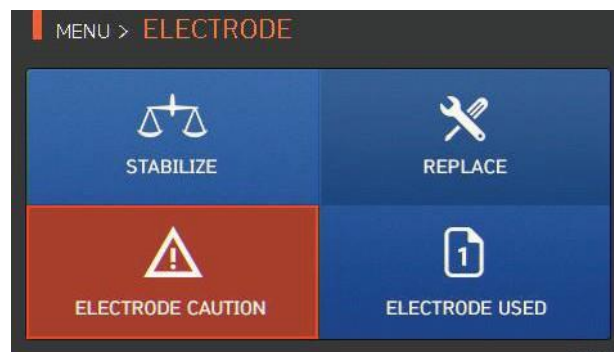 MENU > ELECTRODE
STABILIZE
REPLACE
ELECTRODE CAUTION
1
ELECTRODE USED